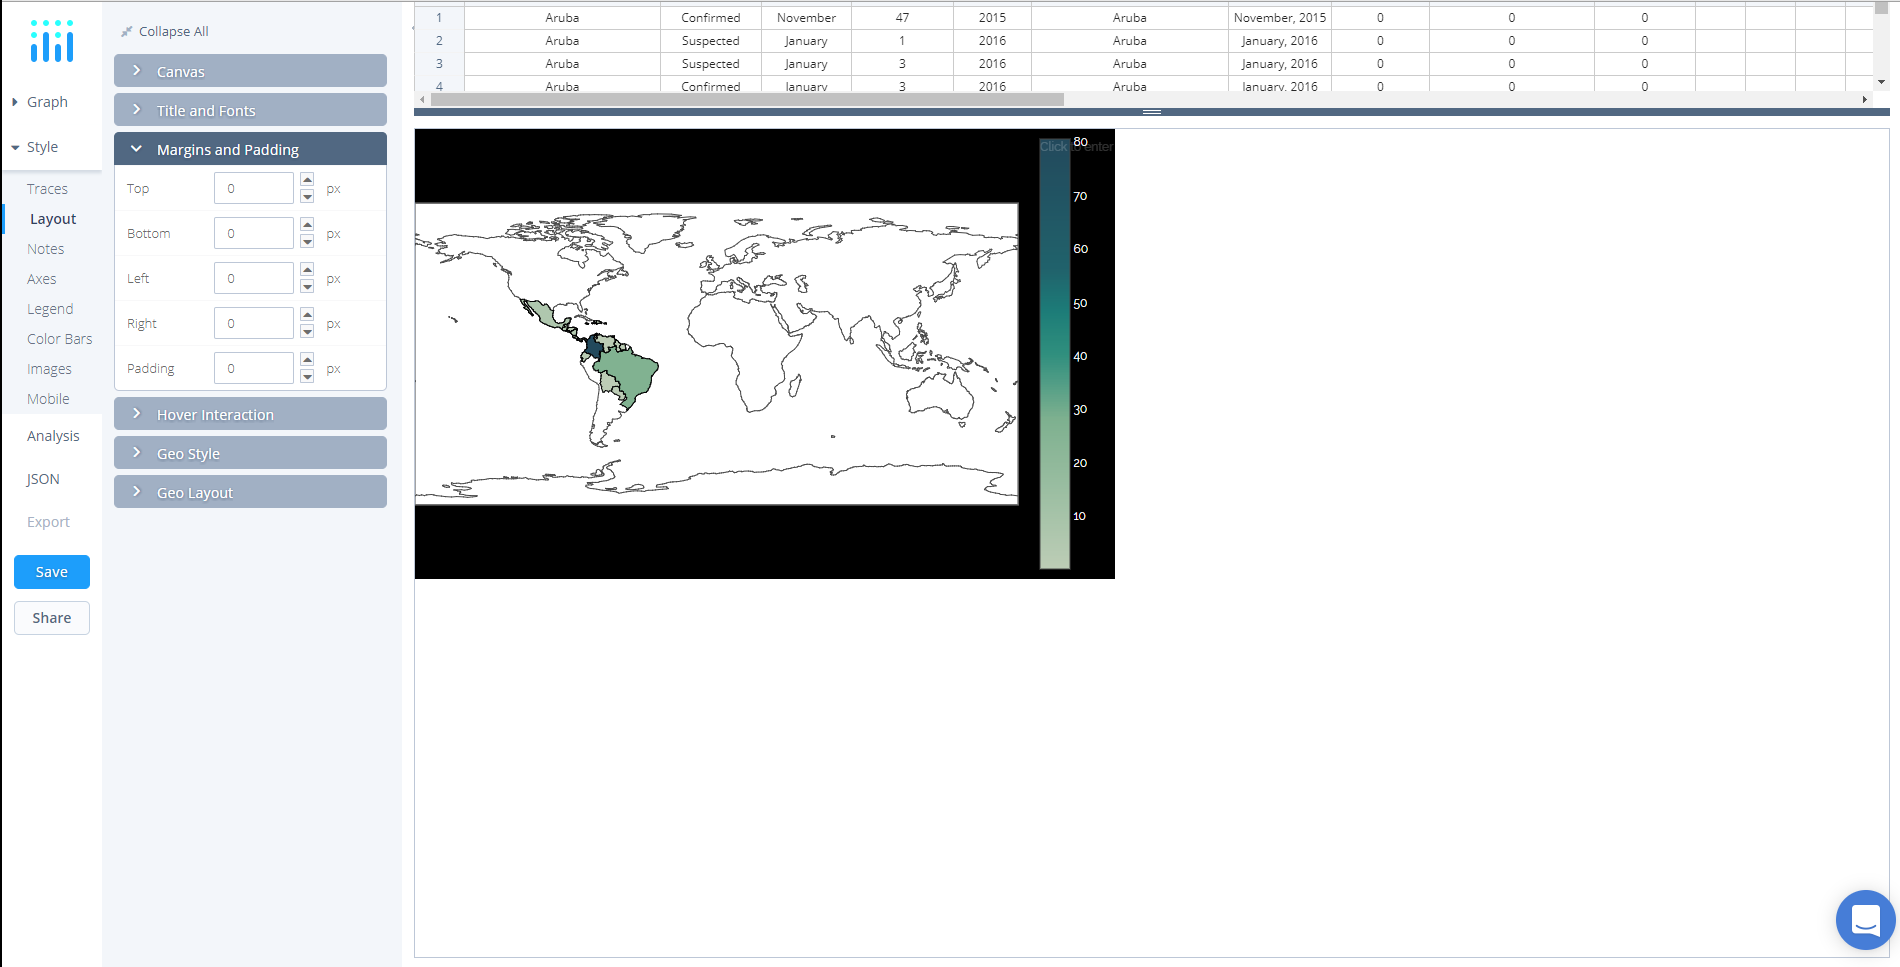 1 Aruba Confirmed November 47 2015 Aruba November, 2015 0 0 0
2 Aruba Suspected January 1 2016 Aruba January, 2016 0 0 0
3 Aruba Suspected January 3 2016 Aruba January, 2016 0 0 0
4 Aruba Confirmed January 3 2016 Aruba January, 2016 0 0 0
Graph
Style
Traces
Layout
Notes
Axes
Legend
Color Bars
Images
Mobile
Analysis
JSON
Export
Save
Share
Collapse All
Canvas
Title and Fonts
Margins and Padding
Top 0 px
Bottom 0 px
Left 0 px
Right 0 px
Padding 0 px
Hover Interaction
Geo Style
Geo Layout
Click to enter
80
70
60
50
40
30
20
10